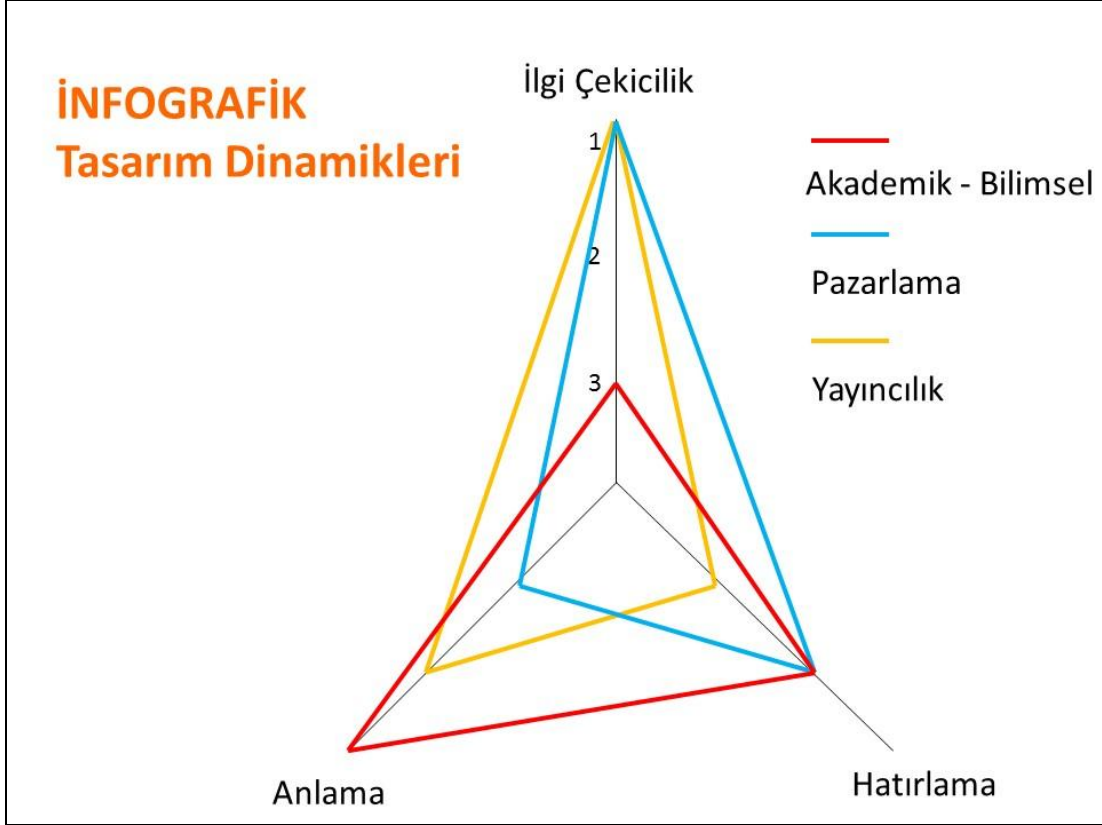 İNFOGRAFİK
Tasarım Dinamikleri
İlgi Çekicilik
1
2
3
Akademik - Bilimsel
Pazarlama
Yayıncılık
Anlama
Hatırlama